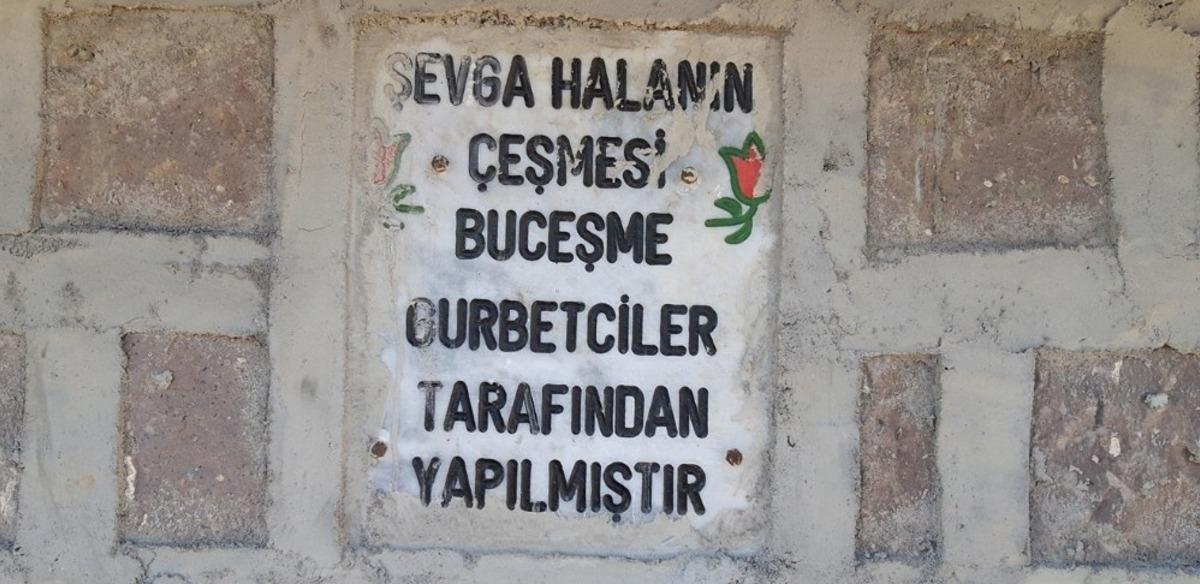 ŞEVGA HALANIN
ÇEŞMESİ
BUCEŞME
GURBETCİLER
TARAFINDAN
YAPILMIŞTIR